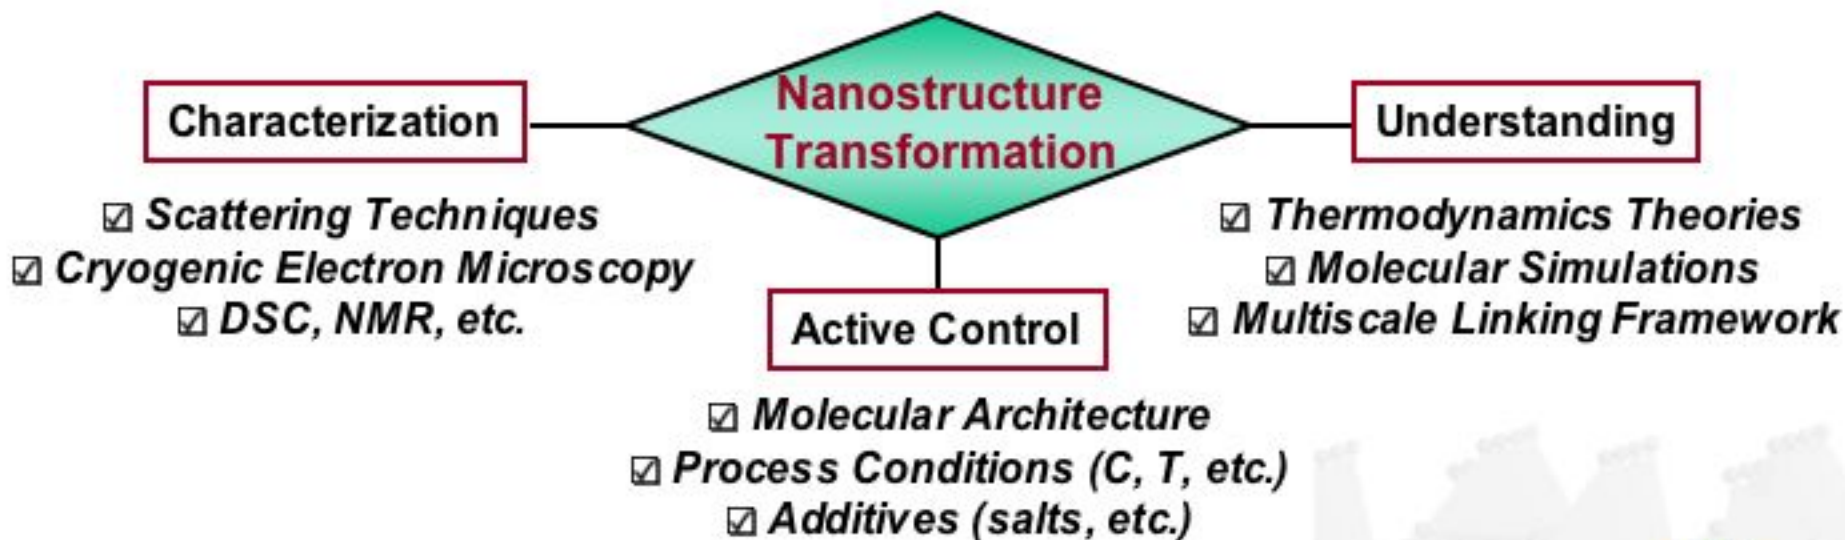 Nanostructure
Transformation
Characterization
☑ Scattering Techniques
☑ Cryogenic Electron Microscopy
☑ DSC, NMR, etc.
Active Control
☑ Molecular Architecture
☑ Process Conditions (C, T, etc.)
☑ Additives (salts, etc.)
Understanding
☑ Thermodynamics Theories
☑ Molecular Simulations
☑ Multiscale Linking Framework